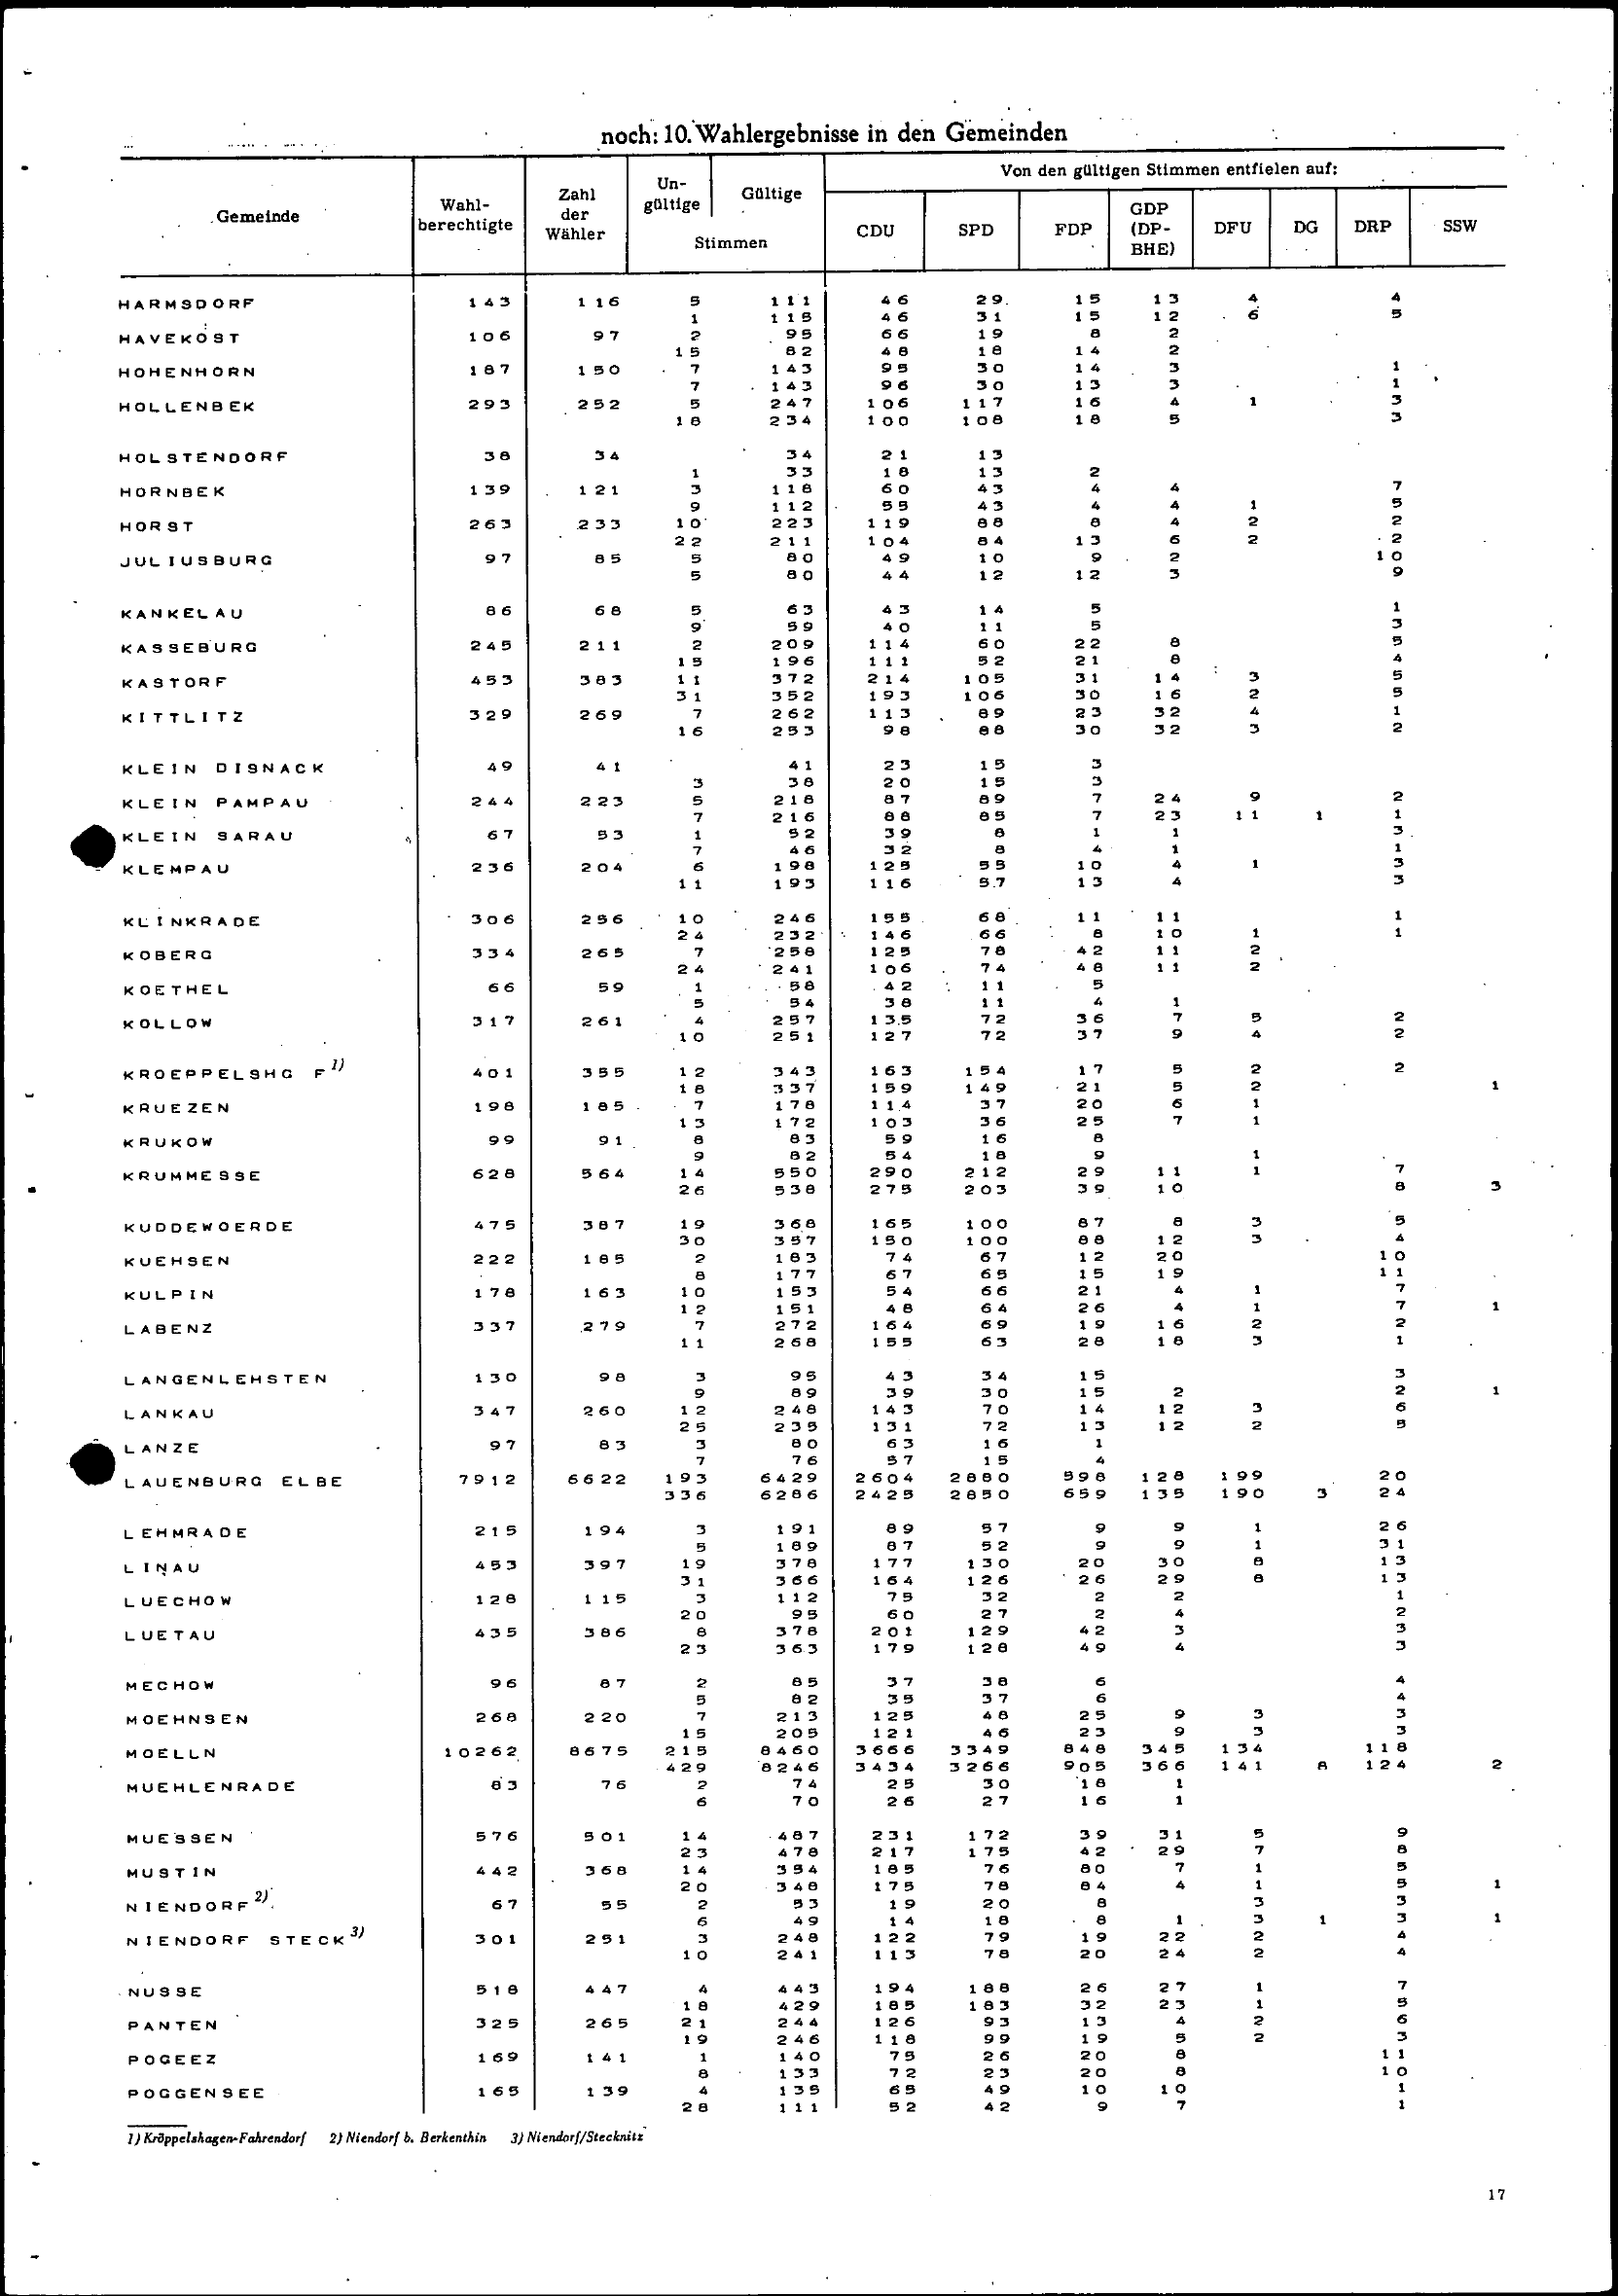 noch: 10. Wahlergebnisse in den Gemeinden
Gemeinde Wahl-berechtigte Zahl der Wähler Un-gültige Gültige Stimmen Von den gültigen Stimmen entfielen auf:
CDU SPD FDP GDP (DP-BHE) DFU DG DRP SSW
HARMSDORF 143 116 5 111 46 29 15 13 4 4
1 115 46 31 15 12 6 5
HAVEKOST 106 97 2 95 66 19 8 2
15 82 48 18 14 2
HOHENHORN 187 150 7 143 95 30 14 3 1
7 143 96 30 13 3 1
HOLLENBEK 293 252 5 247 106 117 16 4 1 3
18 234 100 108 18 5 3
HOLSTENDORF 38 34 34 21 13
1 33 18 13 2
HORNBEK 139 121 3 118 60 43 4 4 7
9 112 55 43 4 4 1 5
HORST 263 233 10 223 119 88 8 4 2 2
22 211 104 84 13 6 2 2
JULIUSBURG 97 85 5 80 49 10 9 2 10
5 80 44 12 12 3 9
KANKELAU 86 68 5 63 43 14 5 1
9 59 40 11 5 3
KASSEBURG 245 211 2 209 114 60 22 8 5
15 196 111 52 21 8 4
KASTORF 453 383 11 372 214 105 31 14 3 5
31 352 193 106 30 16 2 5
KITTLITZ 329 269 7 262 113 89 23 32 4 1
16 253 98 88 30 32 3 2
KLEIN DISNACK 49 41 41 23 15 3
3 38 20 15 3
KLEIN PAMPAU 244 223 5 218 87 89 7 24 9 2
7 216 88 85 7 23 11 1 1
KLEIN SARAU 67 53 1 52 39 8 1 1 3
7 46 32 8 4 1 1
KLEMPAU 236 204 6 198 125 55 10 4 1 3
11 193 116 57 13 4 3
KLINKRADE 306 256 10 246 155 68 11 11 1
24 232 146 66 8 10 1 1
KOBERG 334 265 7 258 125 78 42 11 2
24 241 106 74 48 11 2
KOETHEL 66 59 1 58 42 11 5
5 54 38 11 4 1
KOLLOW 317 261 4 257 135 72 36 7 5 2
10 251 127 72 37 9 4 2
KROEPPELSHG F 1) 401 355 12 343 163 154 17 5 2 2
18 337 159 149 21 5 2 1
KRUEZEN 198 185 7 178 114 37 20 6 1
13 172 103 36 25 7 1
KRUKOW 99 91 8 83 59 16 8
9 82 54 18 9 1
KRUMMESSE 628 564 14 550 290 212 29 11 1 7
26 538 275 203 39 10 8 3
KUDDEWOERDE 475 387 19 368 165 100 87 8 3 5
30 357 150 100 88 12 3 4
KUEHSEN 222 185 2 183 74 67 12 20 10
8 177 67 65 15 19 11
KULPIN 178 163 10 153 54 66 21 4 1 7
12 151 48 64 26 4 1 7 1
LABENZ 337 279 7 272 164 69 19 16 2 2
11 268 155 63 28 18 3 1
LANGENLEHSTEN 130 98 3 95 43 34 15 3
9 89 39 30 15 2 2 1
LANKAU 347 260 12 248 143 70 14 12 3 6
25 235 131 72 13 12 2 5
LANZE 97 83 3 80 63 16 1
7 76 57 15 4
LAUENBURG ELBE 7912 6622 193 6429 2604 2880 598 128 199 20
336 6286 2425 2850 659 135 190 3 24
LEHMRADE 215 194 3 191 89 57 9 9 1 26
5 189 87 52 9 9 1 31
LINAU 453 397 19 378 177 130 20 30 8 13
31 366 164 126 26 29 8 13
LUECHOW 128 115 3 112 75 32 2 2 1
20 95 60 27 2 4 2
LUETAU 435 386 8 378 201 129 42 3 3
23 363 179 128 49 4 3
MECHOW 96 87 2 85 37 38 6 4
5 82 35 37 6 4
MOEHNSEN 268 220 7 213 125 48 25 9 3 3
15 205 121 46 23 9 3 3
MOELLN 10262 8675 215 8460 3666 3349 848 345 134 118
429 8246 3434 3266 905 366 141 8 124 2
MUEHLENRADE 83 76 2 74 25 30 18 1
6 70 26 27 16 1
MUESSEN 576 501 14 487 231 172 39 31 5 9
23 478 217 175 42 29 7 8
MUSTIN 442 368 14 354 185 76 80 7 1 5
20 348 175 78 84 4 1 5 1
NIENDORF 2) 67 55 2 53 19 20 8 3 3
6 49 14 18 8 1 3 1 3 1
NIENDORF STECK 3) 301 251 3 248 122 79 19 22 2 4
10 241 113 78 20 24 2 4
NUSSE 518 447 4 443 194 188 26 27 1 7
18 429 185 183 32 23 1 5
PANTEN 325 265 21 244 126 93 13 4 2 6
19 246 118 99 19 5 2 3
POGEEZ 169 141 1 140 75 26 20 8 11
8 133 72 23 20 8 10
POGGENSEE 165 139 4 135 65 49 10 10 1
28 111 52 42 9 7 1
1) Kröppelshagen-Fahrendorf 2) Niendorf b. Berkenthin 3) Niendorf/Stecknitz
17